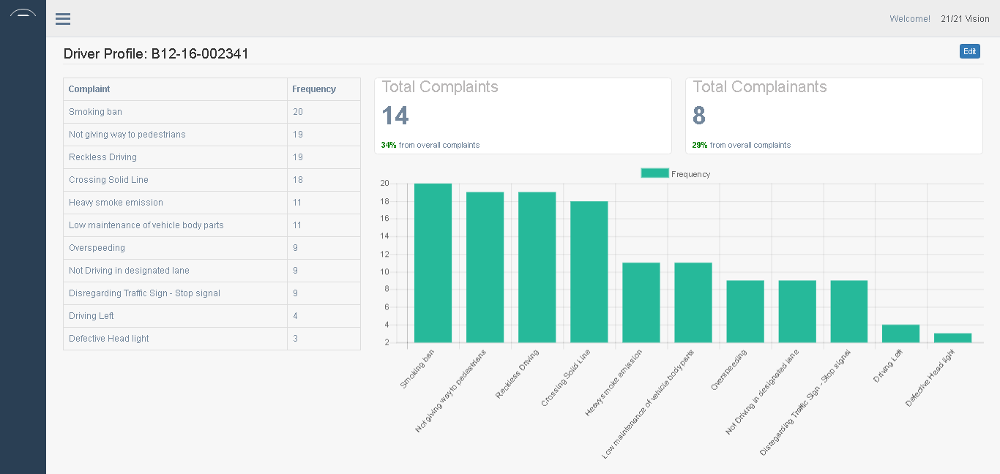 Welcome! 21/21 Vision
Driver Profile: B12-16-002341
Edit
Complaint Frequency
Smoking ban 20
Not giving way to pedestrians 19
Reckless Driving 19
Crossing Solid Line 18
Heavy smoke emission 11
Low maintenance of vehicle body parts 11
Overspeeding 9
Not Driving in designated lane 9
Disregarding Traffic Sign - Stop signal 9
Driving Left 4
Defective Head light 3
Total Complaints
14
34% from overall complaints
Total Complainants
8
29% from overall complaints
Frequency
20
18
16
14
12
10
8
6
4
2
Smoking ban
Not giving way to pedestrians
Reckless Driving
Crossing Solid Line
Heavy smoke emission
Low maintenance of vehicle body parts
Overspeeding
Not Driving in designated lane
Disregarding Traffic Sign - Stop signal
Driving Left
Defective Head light